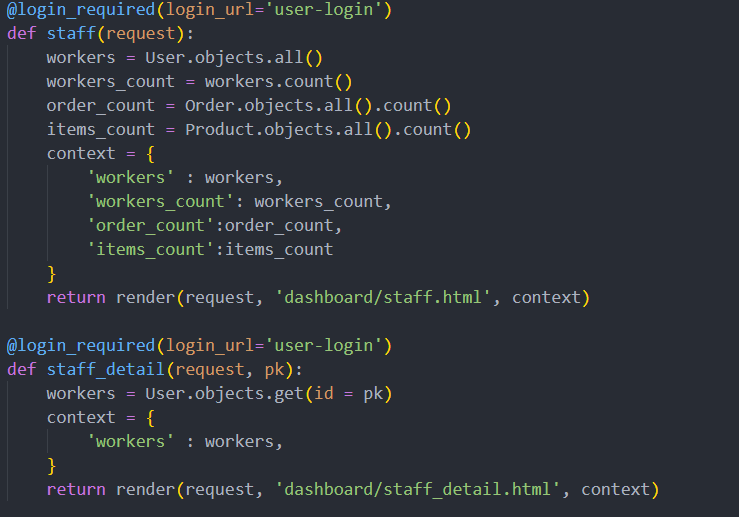 @login_required(login_url='user-login')
def staff(request):
    workers = User.objects.all()
    workers_count = workers.count()
    order_count = Order.objects.all().count()
    items_count = Product.objects.all().count()
    context = {
        'workers' : workers,
        'workers_count': workers_count,
        'order_count':order_count,
        'items_count':items_count
    }
    return render(request, 'dashboard/staff.html', context)

@login_required(login_url='user-login')
def staff_detail(request, pk):
    workers = User.objects.get(id = pk)
    context = {
        'workers' : workers,
    }
    return render(request, 'dashboard/staff_detail.html', context)